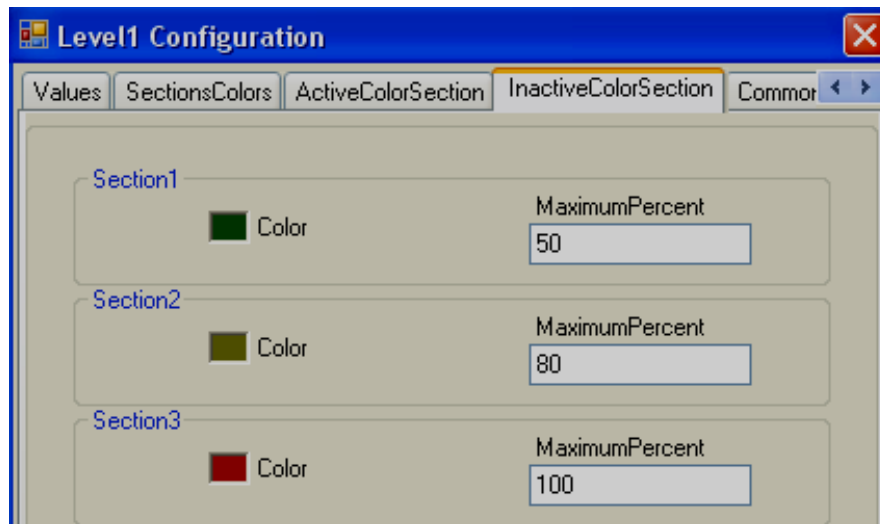 Level1 Configuration
Values SectionsColors ActiveColorSection InactiveColorSection
Section1
MaximumPercent
Color
50
Section2
MaximumPercent
Color
80
Section3
MaximumPercent
Color
100